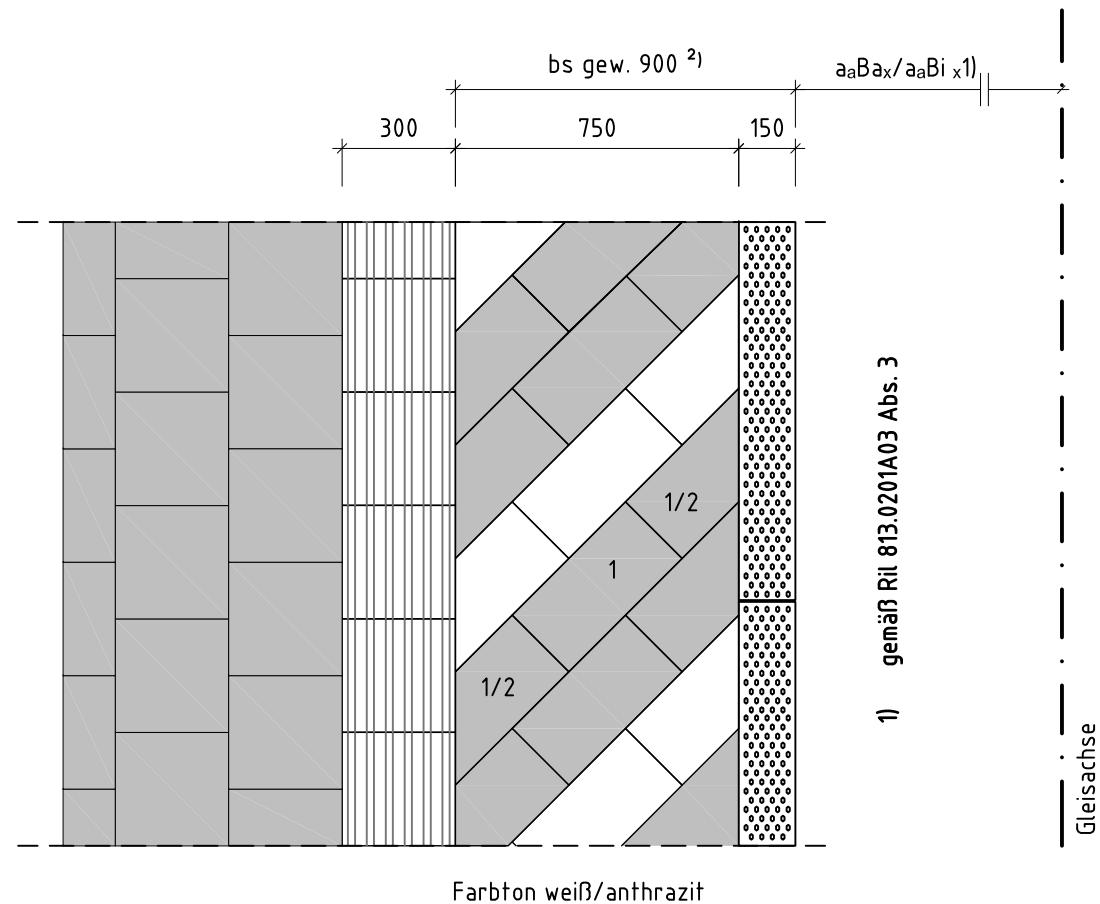 bs gew. 900 ²⁾
aₐBaₓ/aₐBi ₓ1)
300
750
150
1/2
1
1/2
1) gemäß Ril 813.0201A03 Abs. 3
Gleisachse
Farbton weiß/anthrazit